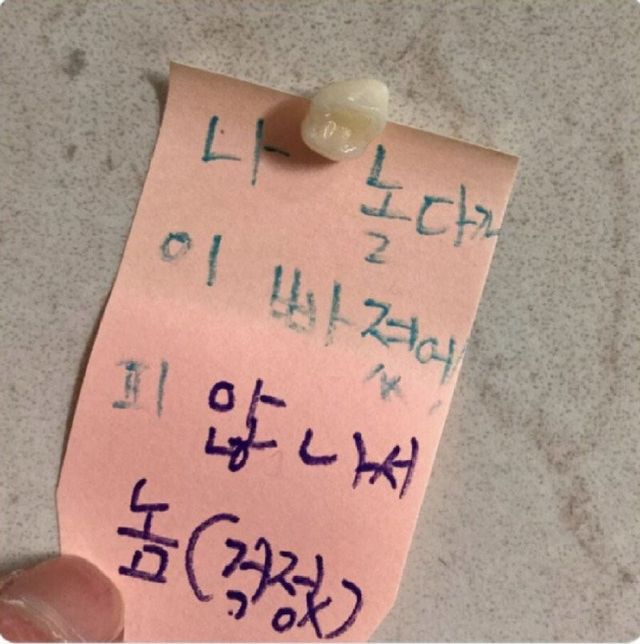 나 놀다가
이 빠졌어
피 않 나서
놈(걱정x)